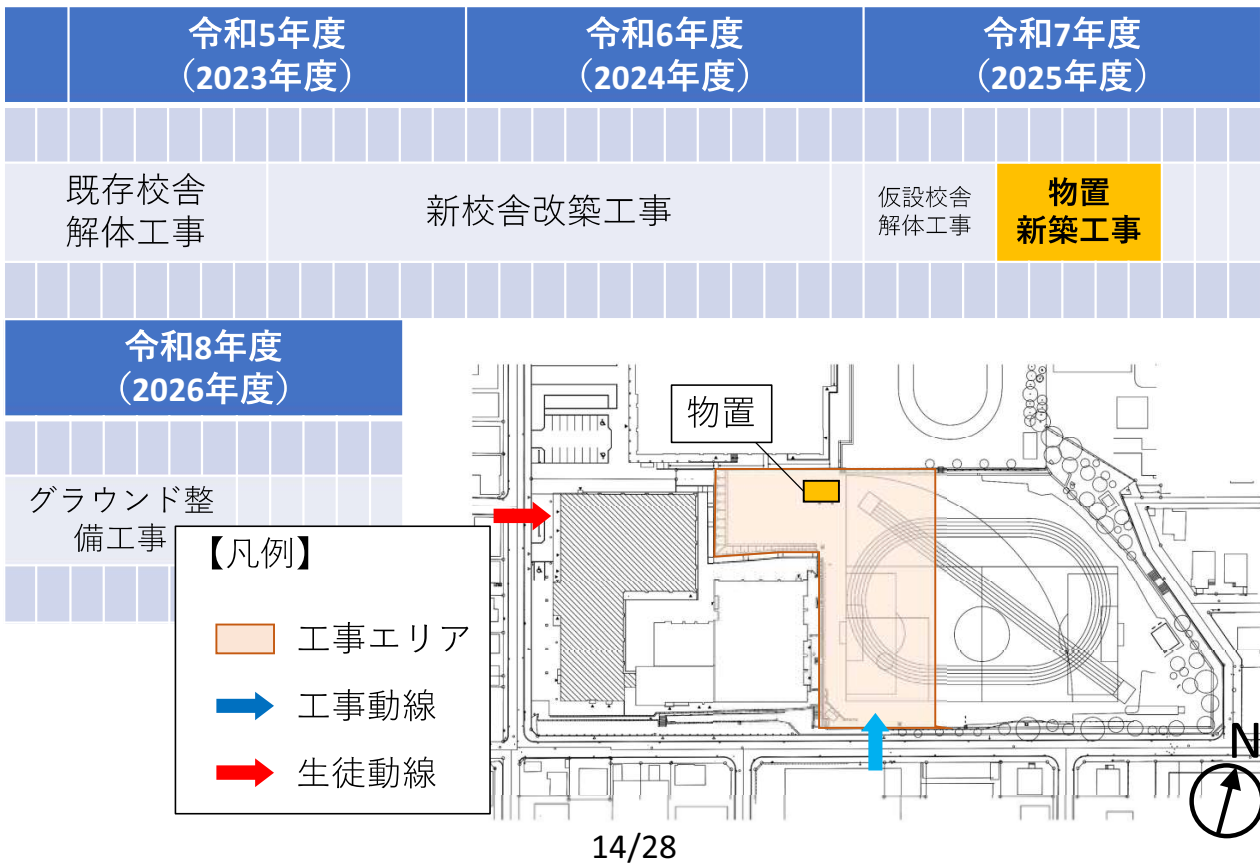 令和5年度
（2023年度）
令和6年度
（2024年度）
令和7年度
（2025年度）
既存校舎
解体工事
新校舎改築工事
仮設校舎
解体工事
物置
新築工事
令和8年度
（2026年度）
グラウンド整
備工事
物置
【凡例】
工事エリア
工事動線
生徒動線
N
14/28